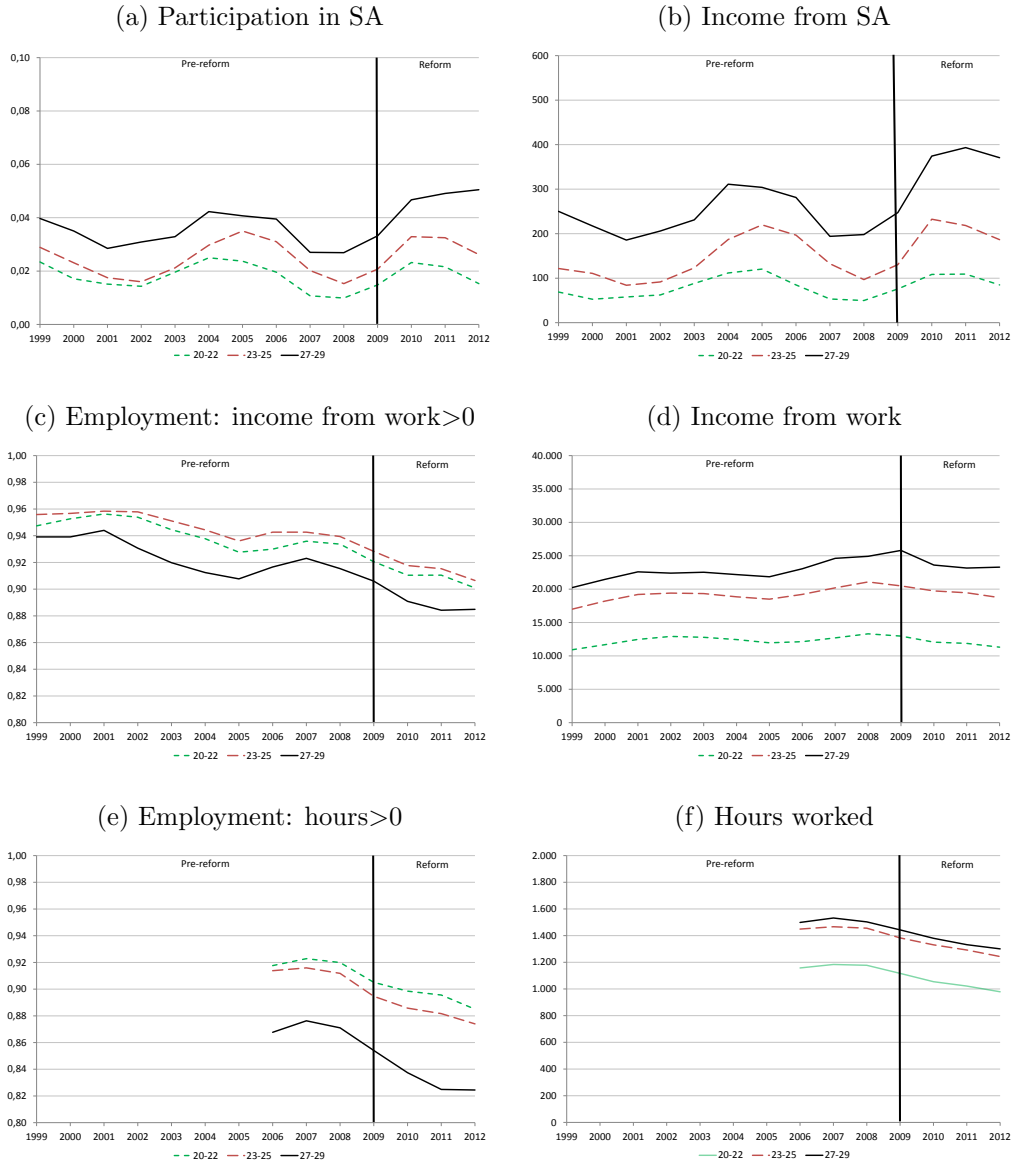 (a) Participation in SA
0,10
0,08
0,06
0,04
0,02
0,00
Pre-reform Reform
1999 2000 2001 2002 2003 2004 2005 2006 2007 2008 2009 2010 2011 2012
20-22 23-25 27-29
(b) Income from SA
600
500
400
300
200
100
0
Pre-reform Reform
1999 2000 2001 2002 2003 2004 2005 2006 2007 2008 2009 2010 2011 2012
20-22 23-25 27-29
(c) Employment: income from work>0
1,00
0,98
0,96
0,94
0,92
0,90
0,88
0,86
0,84
0,82
0,80
Pre-reform Reform
1999 2000 2001 2002 2003 2004 2005 2006 2007 2008 2009 2010 2011 2012
20-22 23-25 27-29
(d) Income from work
40.000
35.000
30.000
25.000
20.000
15.000
10.000
5.000
0
Pre-reform Reform
1999 2000 2001 2002 2003 2004 2005 2006 2007 2008 2009 2010 2011 2012
20-22 23-25 27-29
(e) Employment: hours>0
1,00
0,98
0,96
0,94
0,92
0,90
0,88
0,86
0,84
0,82
0,80
Pre-reform Reform
1999 2000 2001 2002 2003 2004 2005 2006 2007 2008 2009 2010 2011 2012
20-22 23-25 27-29
(f) Hours worked
2.000
1.800
1.600
1.400
1.200
1.000
800
600
400
200
0
Pre-reform Reform
1999 2000 2001 2002 2003 2004 2005 2006 2007 2008 2009 2010 2011 2012
20-22 23-25 27-29